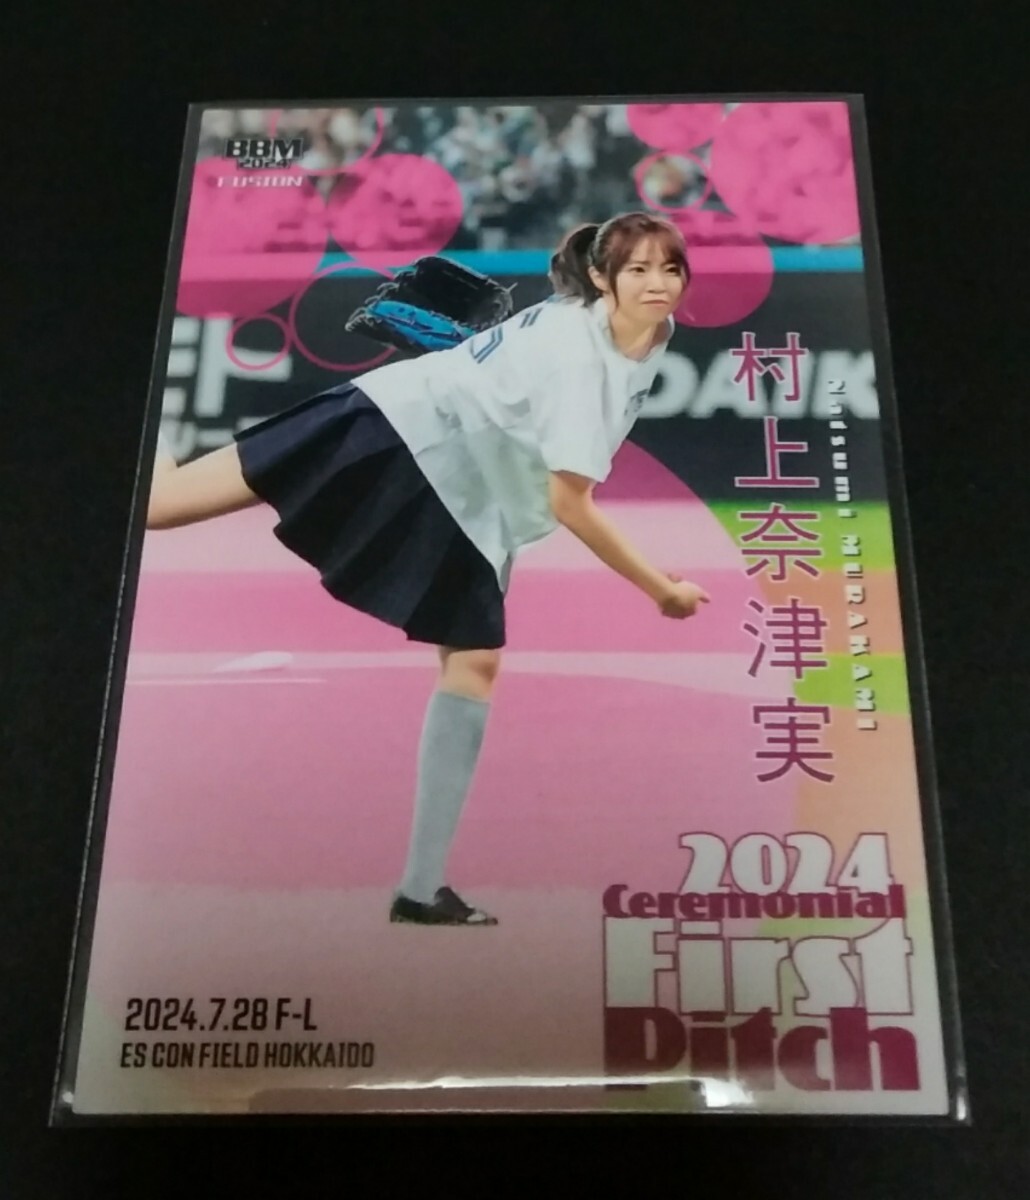 BBM
2024
FUSION
DAIK
村上奈津実
Natsumi MURAKAMI
2024
Ceremonial
First
Pitch
2024.7.28 F-L
ES CON FIELD HOKKAIDO